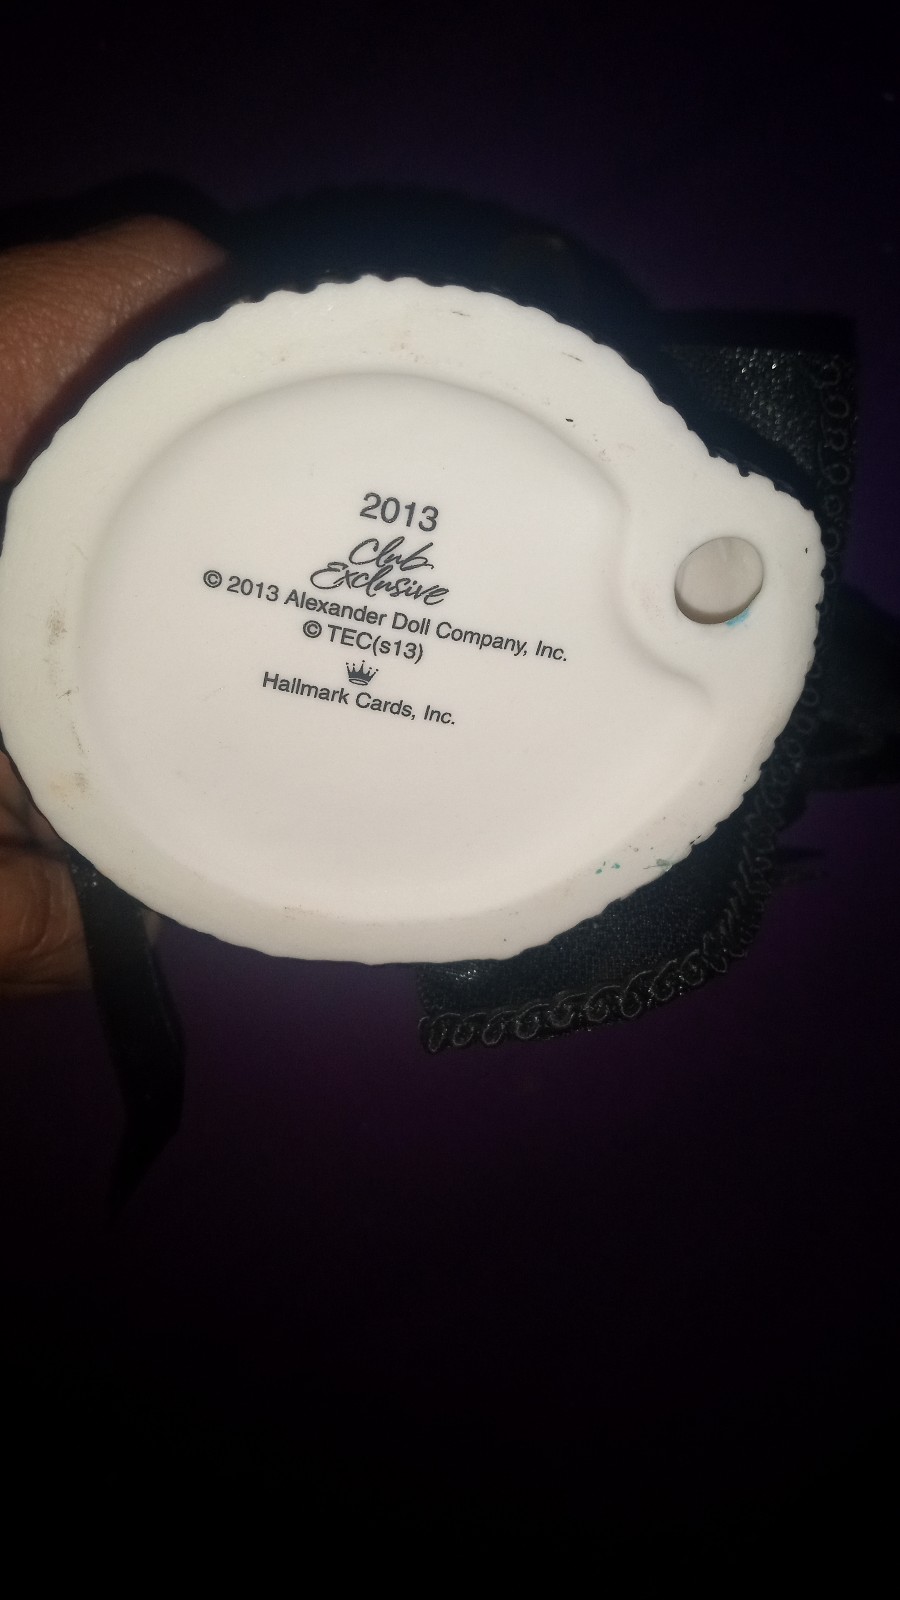 2013
Club
Exclusive
© 2013 Alexander Doll Company, Inc.
© TEC(s13)
Hallmark Cards, Inc.